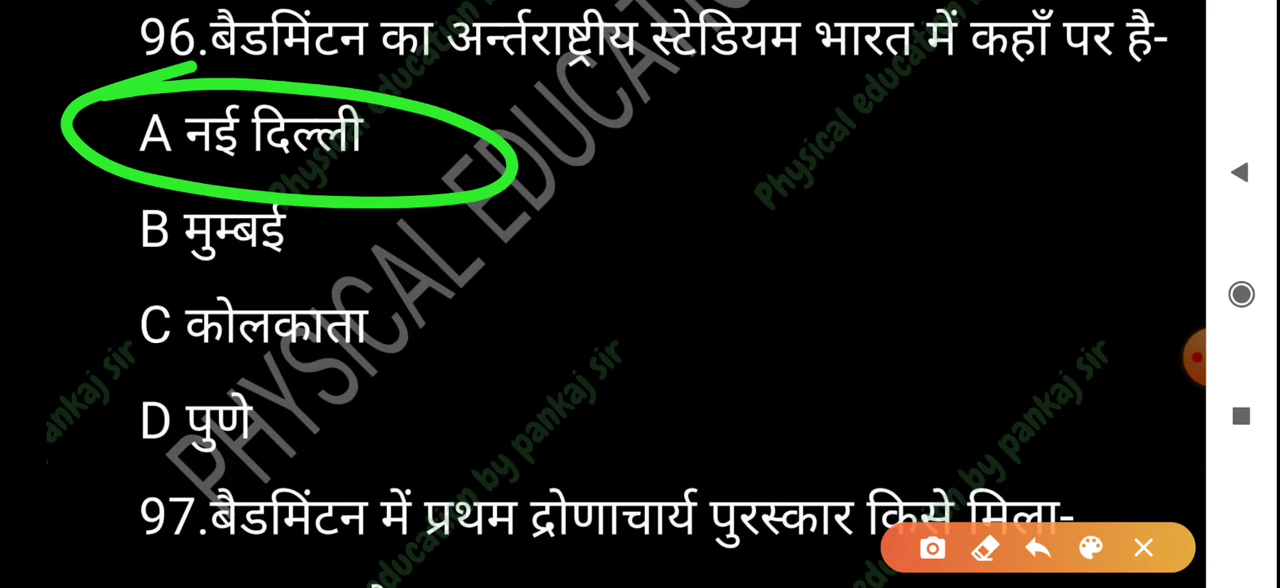 96.बैडमिंटन का अर्न्तराष्ट्रीय स्टेडियम भारत में कहाँ पर है-
A नई दिल्ली
B मुम्बई
C कोलकाता
D पुणे
97.बैडमिंटन में प्रथम द्रोणाचार्य पुरस्कार किसे मिला-
PHYSICAL EDUCATION
Physical education by pankaj sir